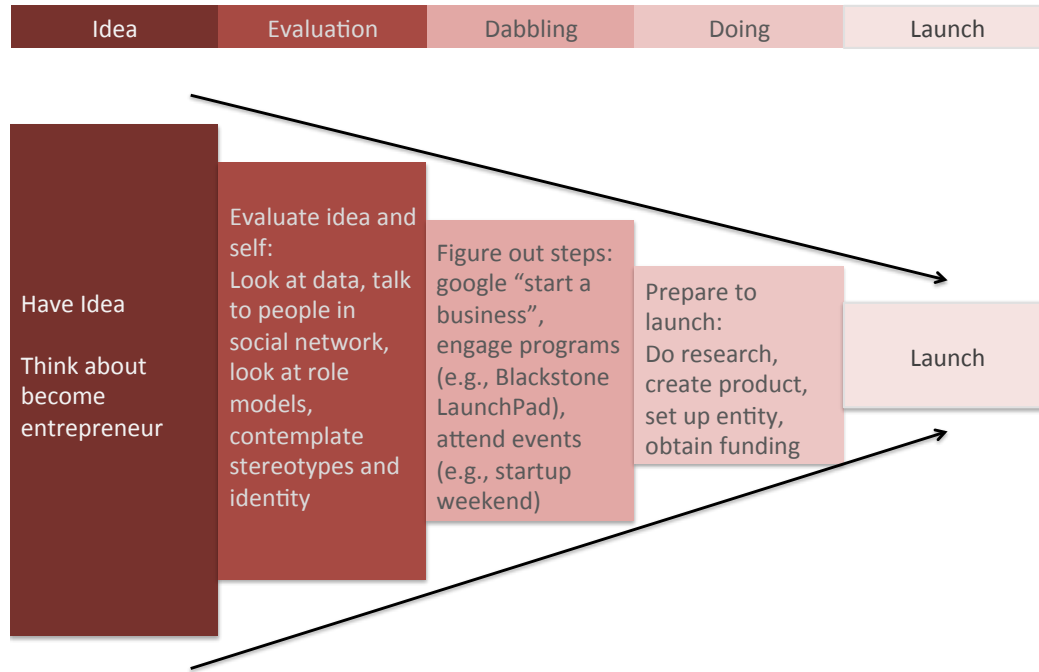 Idea
Evaluation
Dabbling
Doing
Launch
Have Idea
Think about
become
entrepreneur
Evaluate idea and
self:
Look at data, talk
to people in
social network,
look at role
models,
contemplate
stereotypes and
identity
Figure out steps:
google “start a
business”,
engage programs
(e.g., Blackstone
LaunchPad),
attend events
(e.g., startup
weekend)
Prepare to
launch:
Do research,
create product,
set up entity,
obtain funding
Launch